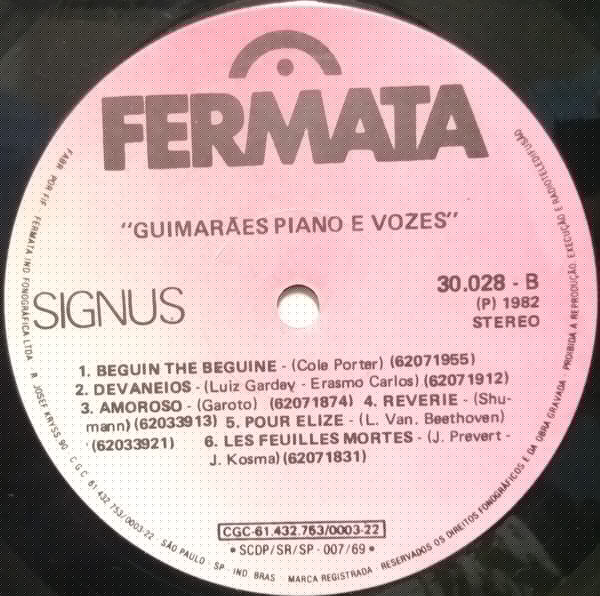 FERMATA
"GUIMARÃES PIANO E VOZES"
SIGNUS
30.028 - B
(P) 1982
STEREO
1. BEGUIN THE BEGUINE - (Cole Porter) (62071955)
2. DEVANEIOS - (Luiz Gardey - Erasmo Carlos) (62071912)
3. AMOROSO - (Garoto) (62071874) 4. REVERIE - (Shu-
mann) (62033913) 5. POUR ELIZE - (L. Van. Beethoven)
(62033921) 6. LES FEUILLES MORTES - (J. Prevert -
J. Kosma) (62071831)
CGC-61.432.753/0003-22
• SCDP/SR/SP - 007/69 •
FABR. POR FIF FERMATA IND. FONOGRÁFICA LTDA. R. JOSEF KRYSS 90 - CGC 61.432.753/0003-22 SÃO PAULO - SP - IND. BRAS - MARCA REGISTRADA - RESERVADOS OS DIREITOS FONOGRÁFICOS E DA OBRA GRAVADA - PROIBIDA A REPRODUÇÃO, EXECUÇÃO E RADIOTELEDIFUSÃO